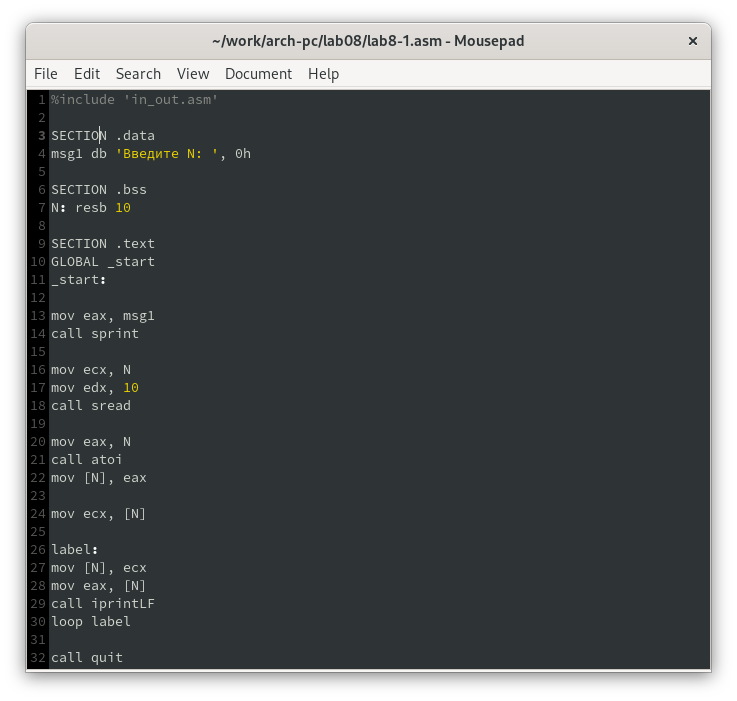 ~/work/arch-pc/lab08/lab8-1.asm - Mousepad ×
File Edit Search View Document Help
1 %include 'in_out.asm'
2
3 SECTION .data
4 msg1 db 'Введите N: ', 0h
5
6 SECTION .bss
7 N: resb 10
8
9 SECTION .text
10 GLOBAL _start
11 _start:
12
13 mov eax, msg1
14 call sprint
15
16 mov ecx, N
17 mov edx, 10
18 call sread
19
20 mov eax, N
21 call atoi
22 mov [N], eax
23
24 mov ecx, [N]
25
26 label:
27 mov [N], ecx
28 mov eax, [N]
29 call iprintLF
30 loop label
31
32 call quit